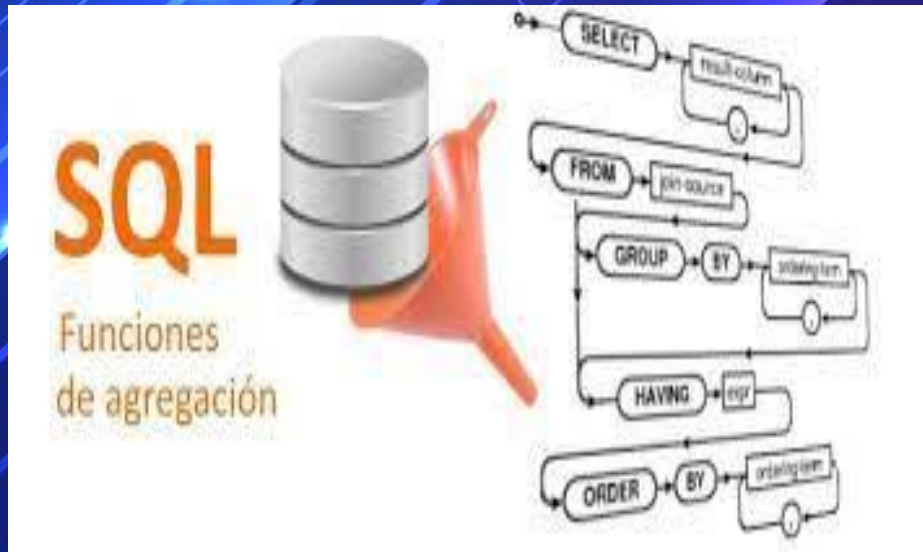 SQL
Funciones
de agregación
SELECT result-column
,
FROM join-source
GROUP BY ordering-term
,
HAVING expr
ORDER BY ordering-term
,